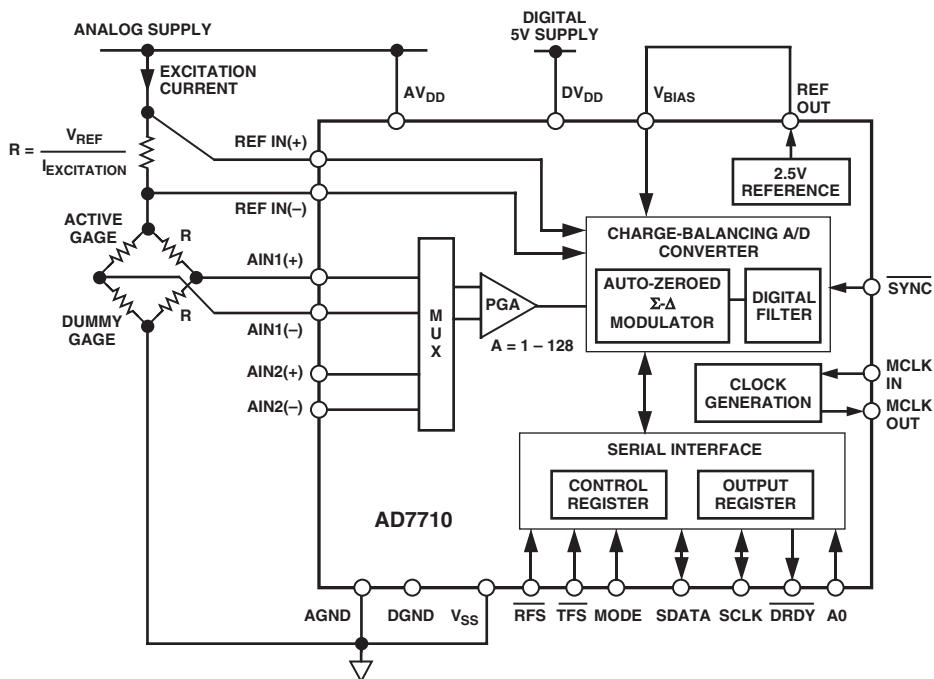 ANALOG SUPPLY
DIGITAL
5V SUPPLY
EXCITATION
CURRENT
AVDD
DVDD
VBIAS
REF
OUT
R = VREF
IEXCITATION
REF IN(+)
REF IN(–)
2.5V
REFERENCE
ACTIVE
GAGE
R
DUMMY
GAGE
R
AIN1(+)
AIN1(–)
AIN2(+)
AIN2(–)
MUX
PGA
A = 1 – 128
CHARGE-BALANCING A/D
CONVERTER
AUTO-ZEROED
Σ-Δ
MODULATOR
DIGITAL
FILTER
SYNC
CLOCK
GENERATION
MCLK
IN
MCLK
OUT
SERIAL INTERFACE
CONTROL
REGISTER
OUTPUT
REGISTER
AD7710
AGND
DGND
VSS
RFS
TFS
MODE
SDATA
SCLK
DRDY
A0